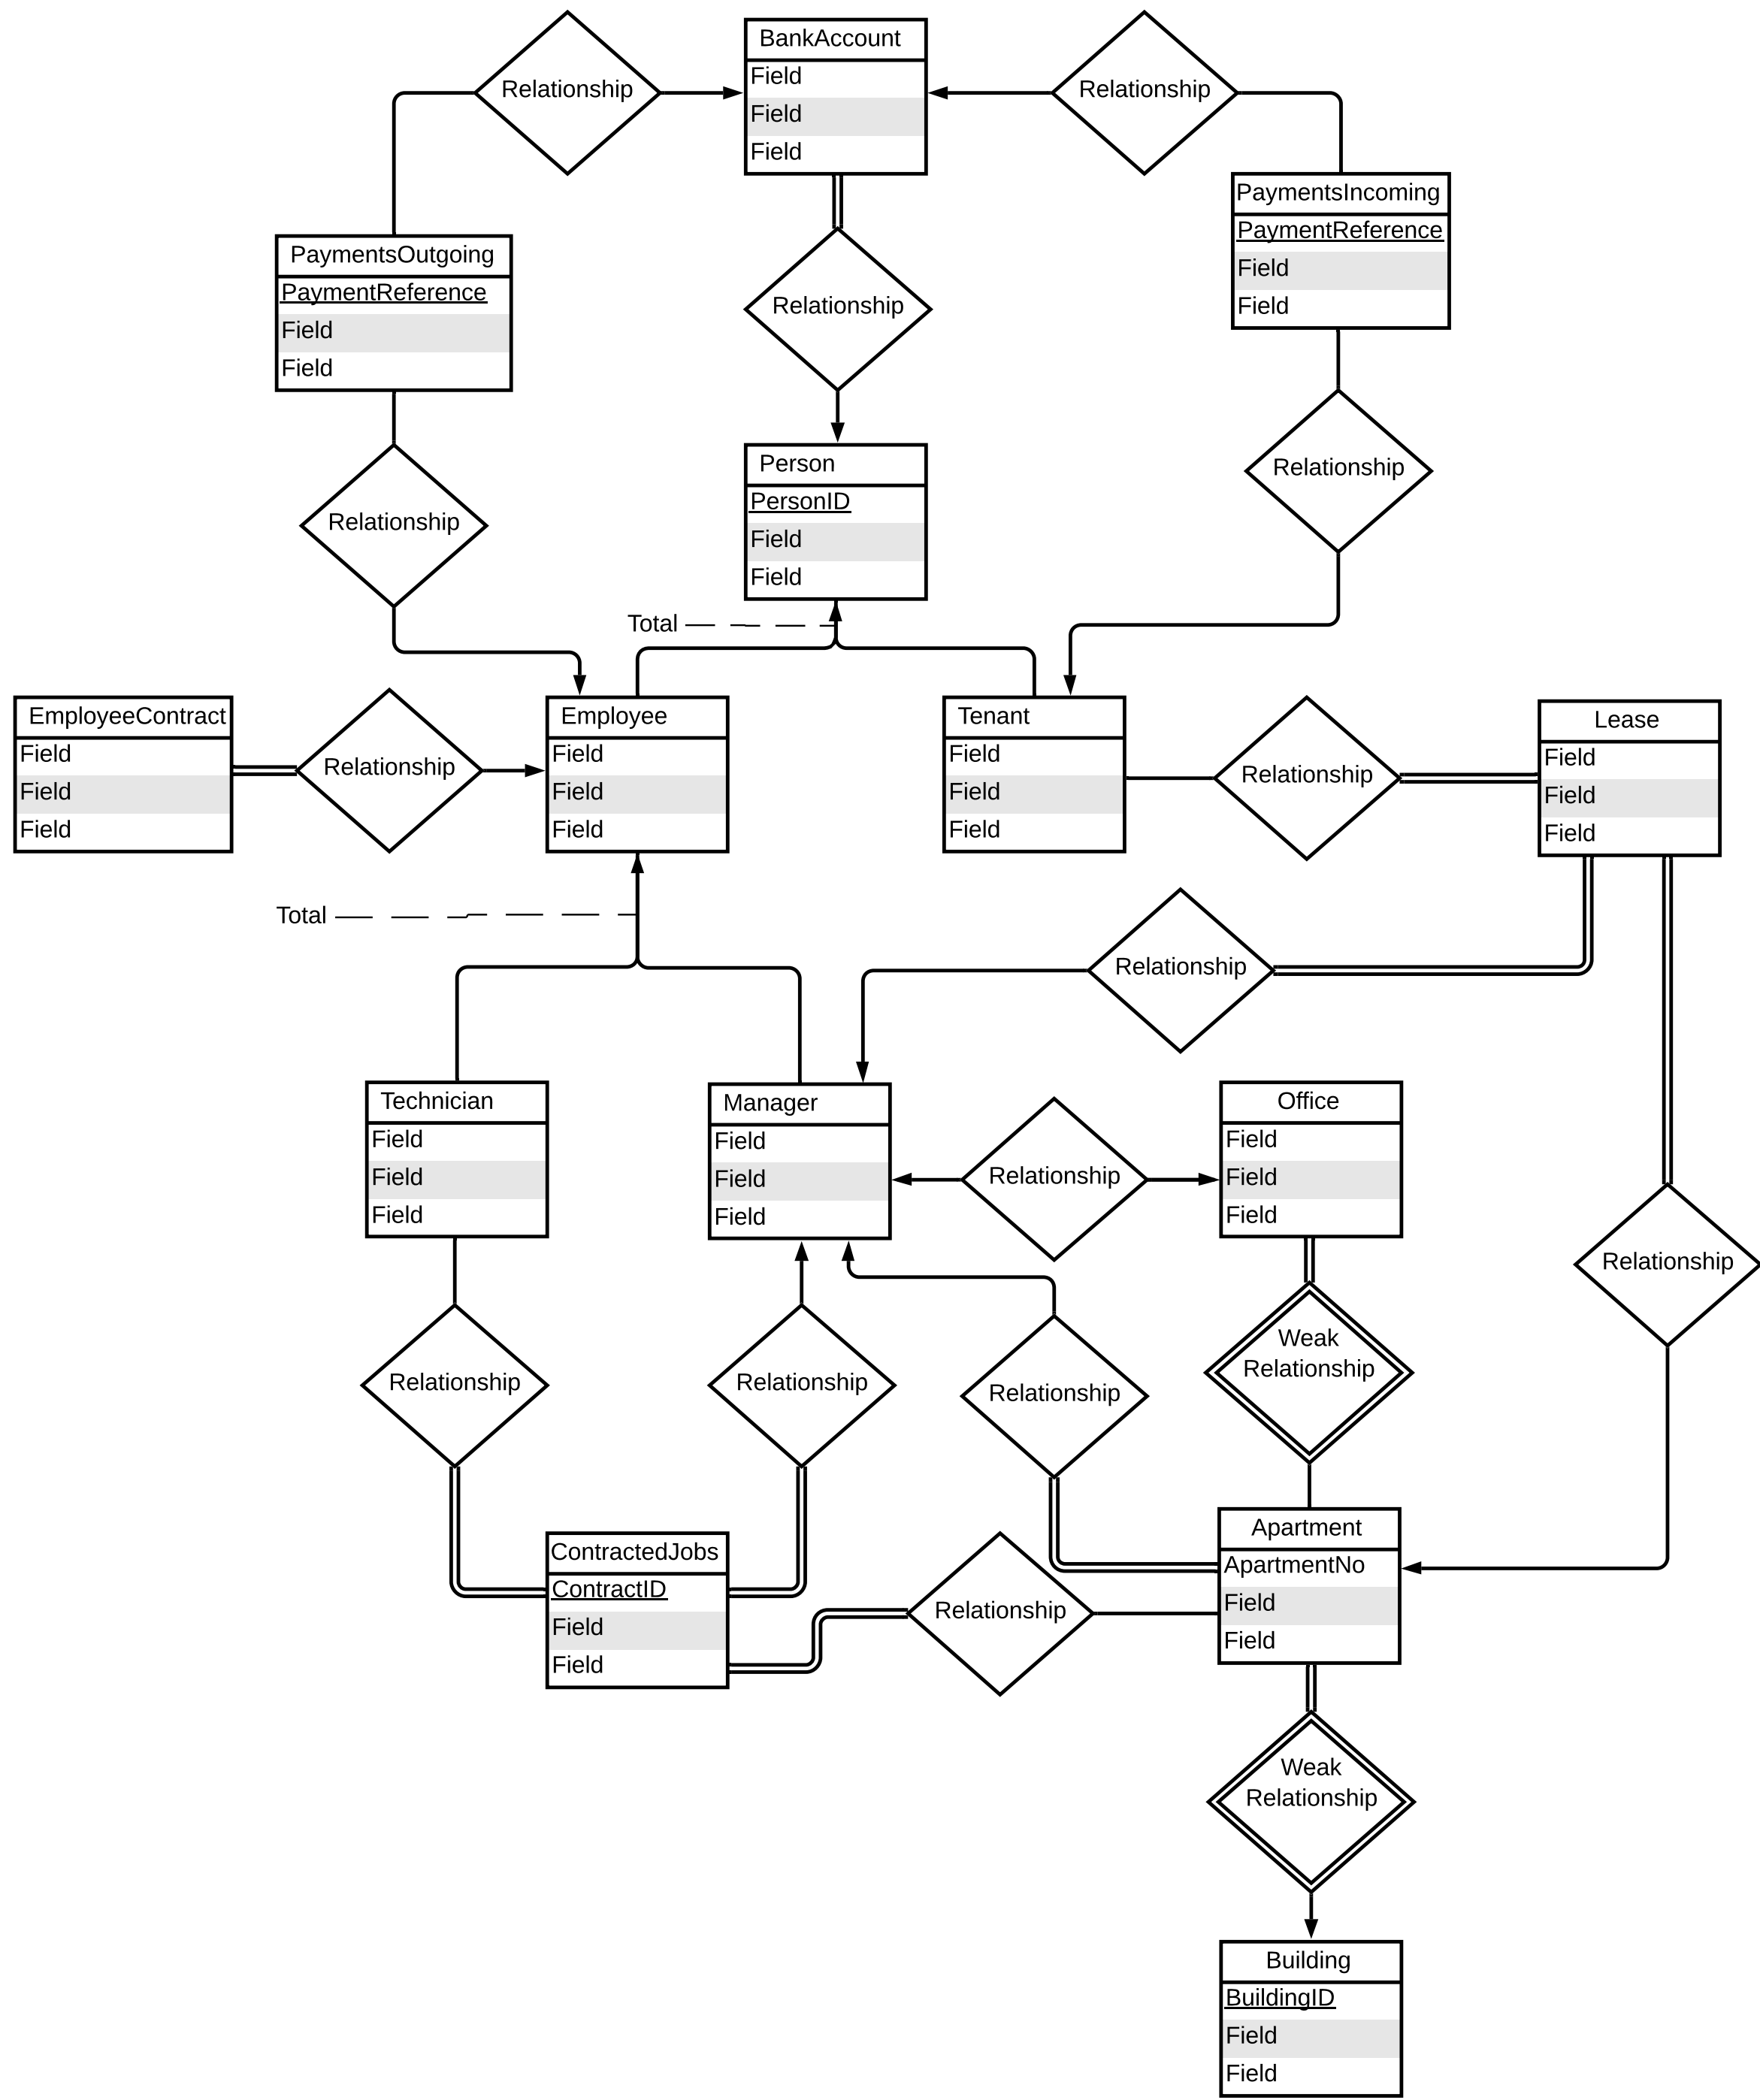 BankAccount
Field
Field
Field
Relationship
Relationship
PaymentsIncoming
PaymentReference
Field
Field
PaymentsOutgoing
PaymentReference
Field
Field
Relationship
Relationship
Relationship
Person
PersonID
Field
Field
Total
EmployeeContract
Field
Field
Field
Relationship
Employee
Field
Field
Field
Tenant
Field
Field
Field
Relationship
Lease
Field
Field
Field
Total
Relationship
Technician
Field
Field
Field
Manager
Field
Field
Field
Relationship
Office
Field
Field
Field
Relationship
Relationship
Relationship
Relationship
Weak
Relationship
ContractedJobs
ContractID
Field
Field
Relationship
Apartment
ApartmentNo
Field
Field
Weak
Relationship
Building
BuildingID
Field
Field